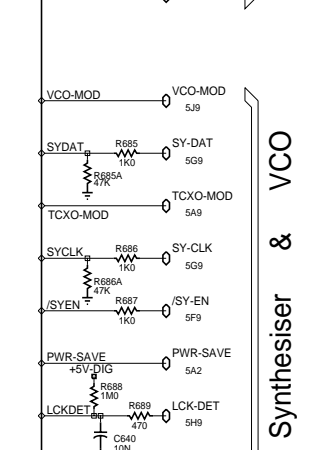 VCO-MOD
VCO-MOD
5J9
SYDAT
R685
1K0
SY-DAT
5G9
R685A
47K
TCXO-MOD
TCXO-MOD
5A9
SYCLK
R686
1K0
/SY-CLK
5G9
R686A
47K
/SYEN
R687
1K0
/SY-EN
5F9
PWR-SAVE
PWR-SAVE
5A2
+5V-DIG
R688
1M0
LCKDET
R689
470
LCK-DET
5H9
C640
10N
Synthesiser & VCO